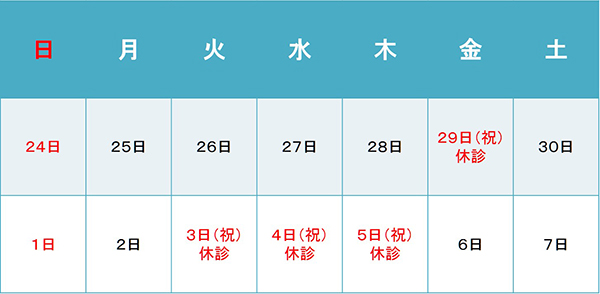 日 月 火 水 木 金 土
24日 25日 26日 27日 28日 29日（祝） 30日
休診
1日 2日 3日（祝） 4日（祝） 5日（祝） 6日 7日
休診 休診 休診